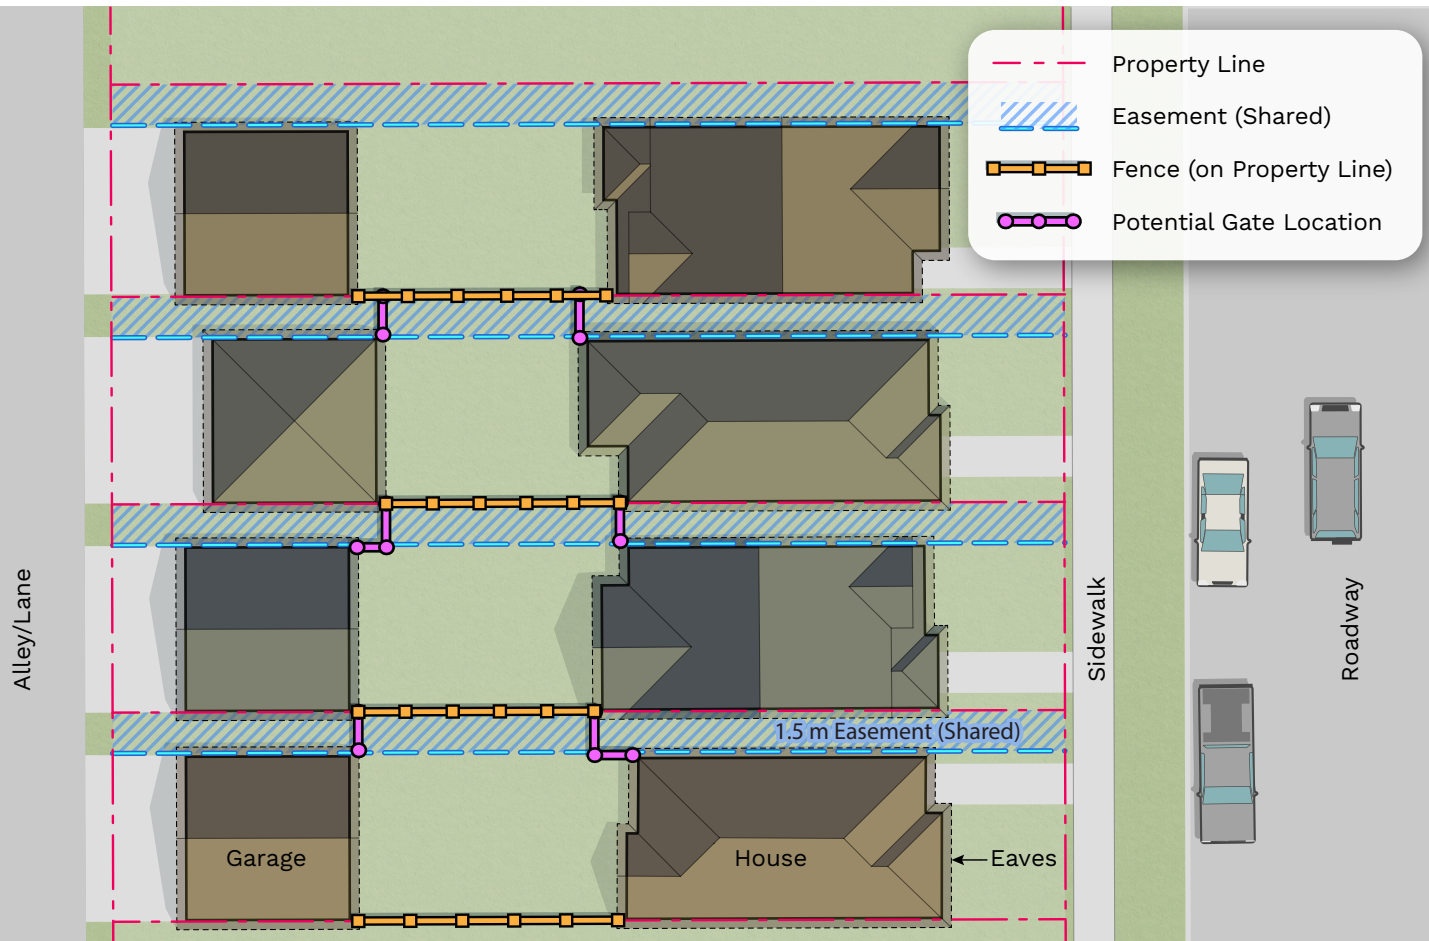 Property Line
Easement (Shared)
Fence (on Property Line)
Potential Gate Location
Alley/Lane
Sidewalk
Roadway
1.5 m Easement (Shared)
Garage
House
Eaves